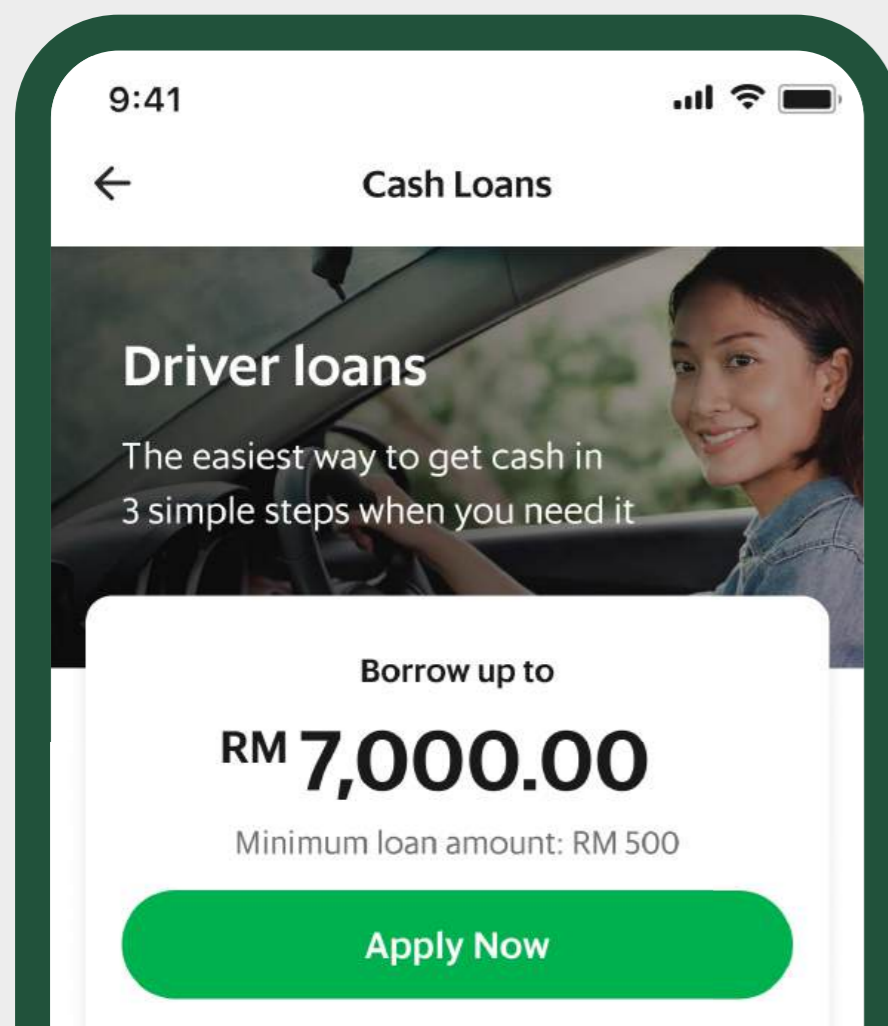 9:41
Cash Loans
Driver loans
The easiest way to get cash in
3 simple steps when you need it
Borrow up to
RM 7,000.00
Minimum loan amount: RM 500
Apply Now